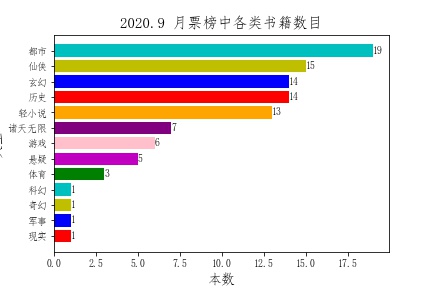 2020.9 月票榜中各类书籍数目
都市 19
仙侠 15
玄幻 14
历史 14
轻小说 13
诸天无限 7
游戏 6
悬疑 5
体育 3
科幻 1
奇幻 1
军事 1
现实 1
0.0 2.5 5.0 7.5 10.0 12.5 15.0 17.5
本数